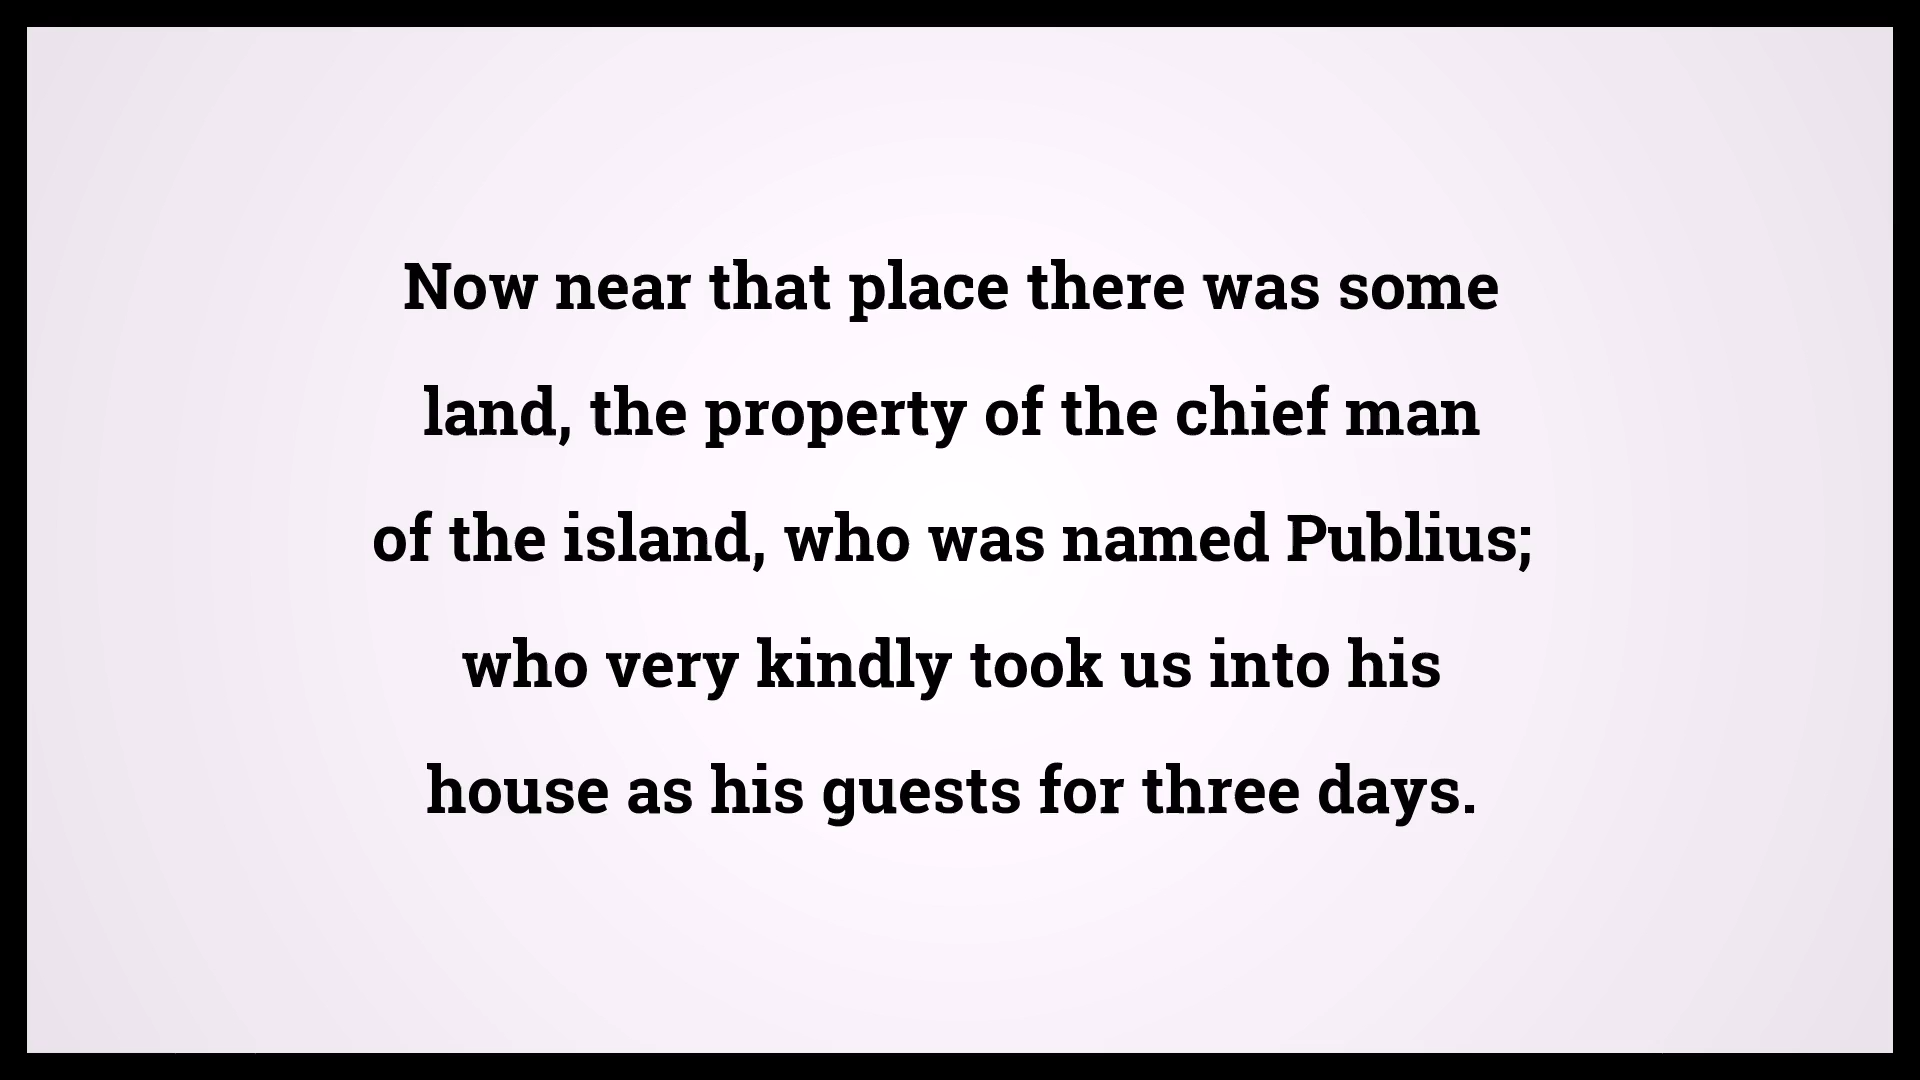 Now near that place there was some
land, the property of the chief man
of the island, who was named Publius;
who very kindly took us into his
house as his guests for three days.